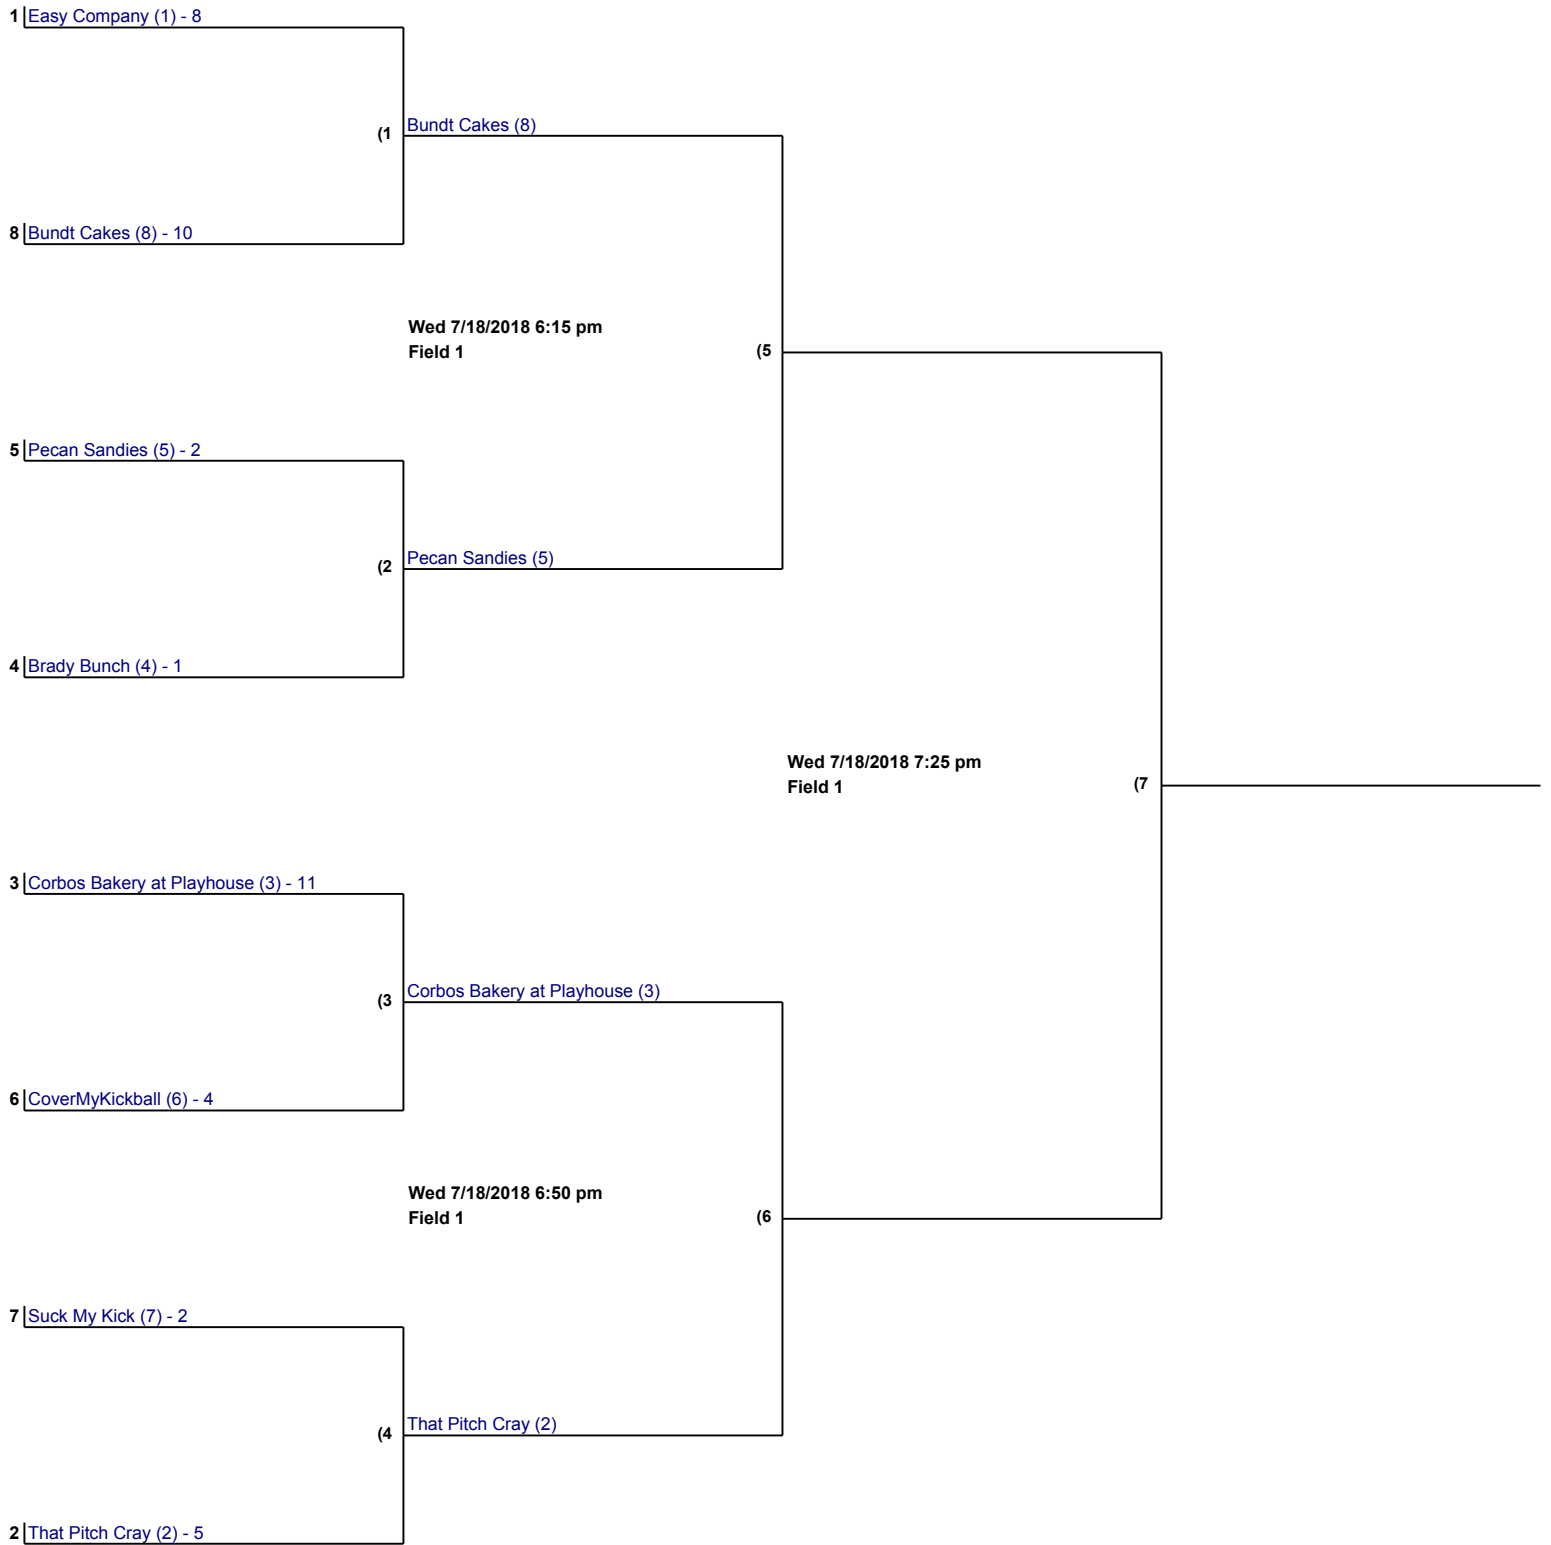 1 Easy Company (1) - 8
(1 Bundt Cakes (8)
8 Bundt Cakes (8) - 10
Wed 7/18/2018 6:15 pm
Field 1 (5
5 Pecan Sandies (5) - 2
(2 Pecan Sandies (5)
4 Brady Bunch (4) - 1
Wed 7/18/2018 7:25 pm
Field 1 (7
3 Corbos Bakery at Playhouse (3) - 11
(3 Corbos Bakery at Playhouse (3)
6 CoverMyKickball (6) - 4
Wed 7/18/2018 6:50 pm
Field 1 (6
7 Suck My Kick (7) - 2
(4 That Pitch Cray (2)
2 That Pitch Cray (2) - 5